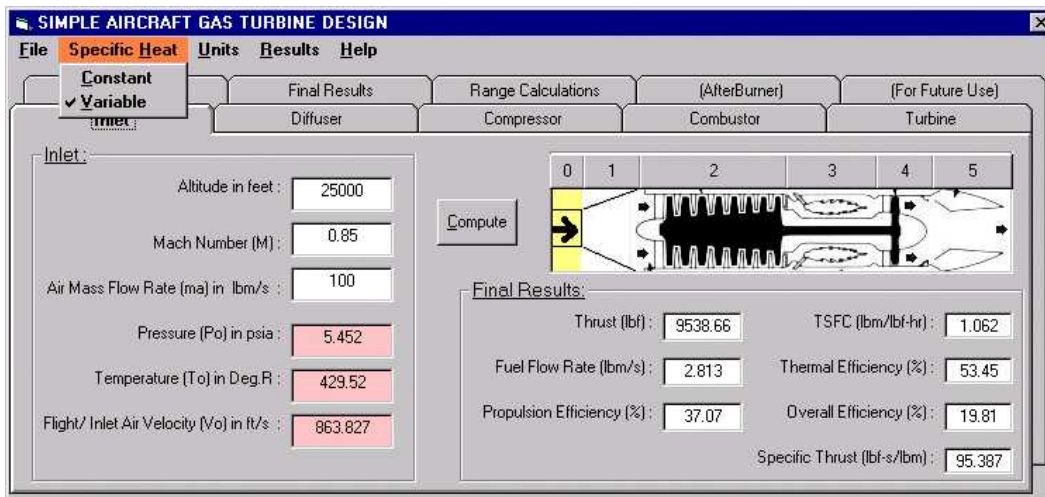 SIMPLE AIRCRAFT GAS TURBINE DESIGN
File Specific Heat Units Results Help
Constant
✓ Variable
Final Results Range Calculations (AfterBurner) (For Future Use)
Inlet Diffuser Compressor Combustor Turbine
Inlet :
Altitude in feet : 25000
Mach Number (M) : 0.85
Air Mass Flow Rate (ma) in lbm/s : 100
Pressure (Po) in psia : 5.452
Temperature (To) in Deg.R : 429.52
Flight/ Inlet Air Velocity (Vo) in ft/s : 863.827
Compute
0 1 2 3 4 5
Final Results:
Thrust (lbf) : 9538.66 TSFC (lbm/lbf-hr) : 1.062
Fuel Flow Rate (lbm/s) : 2.813 Thermal Efficiency (%) : 53.45
Propulsion Efficiency (%) : 37.07 Overall Efficiency (%) : 19.81
Specific Thrust (lbf-s/lbm) : 95.387